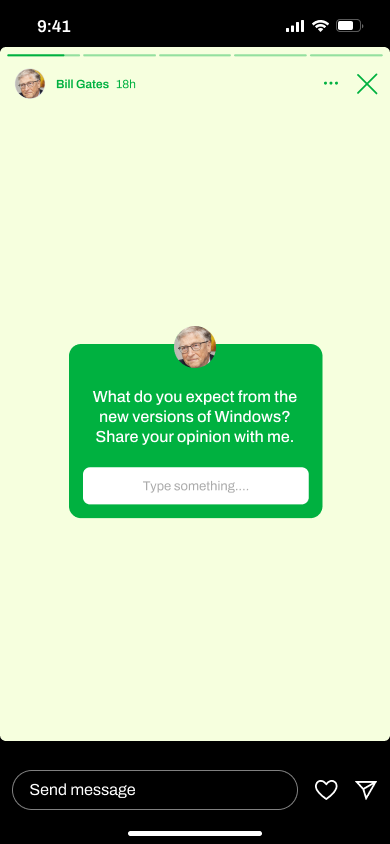 9:41
Bill Gates 18h
What do you expect from the
new versions of Windows?
Share your opinion with me.
Type something....
Send message